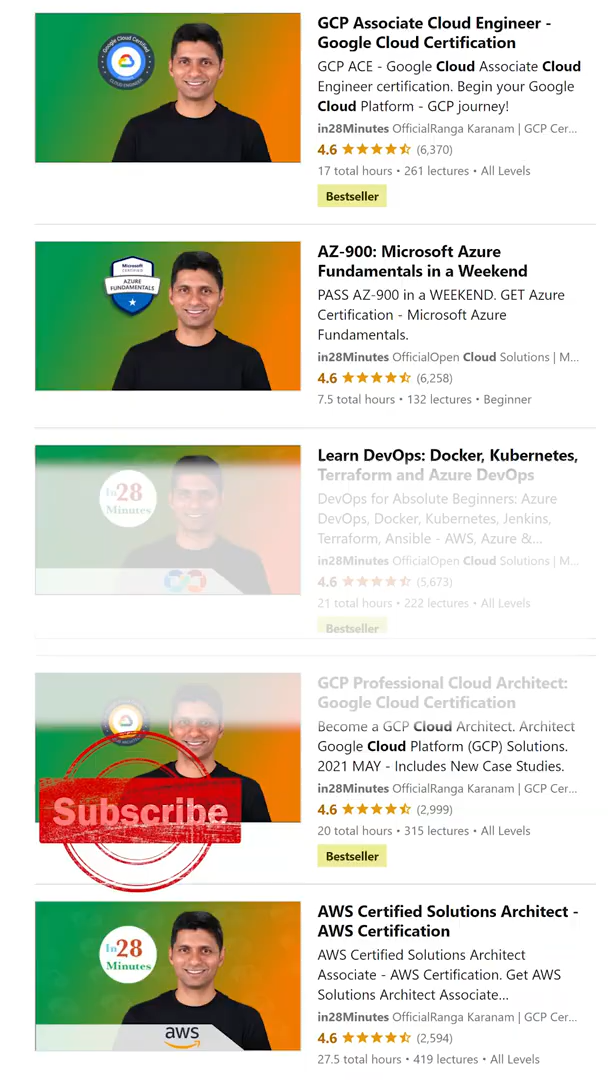 GCP Associate Cloud Engineer -
Google Cloud Certification
GCP ACE - Google Cloud Associate Cloud
Engineer certification. Begin your Google
Cloud Platform - GCP journey!
in28Minutes OfficialRanga Karanam | GCP Cer...
4.6 (6,370)
17 total hours • 261 lectures • All Levels
Bestseller
Microsoft
CERTIFIED
AZURE
FUNDAMENTALS
AZ-900: Microsoft Azure
Fundamentals in a Weekend
PASS AZ-900 in a WEEKEND. GET Azure
Certification - Microsoft Azure
Fundamentals.
in28Minutes OfficialOpen Cloud Solutions | M...
4.6 (6,258)
7.5 total hours • 132 lectures • Beginner
In28
Minutes
Learn DevOps: Docker, Kubernetes,
Terraform and Azure DevOps
DevOps for Absolute Beginners: Azure
DevOps, Docker, Kubernetes, Jenkins,
Terraform, Ansible - AWS, Azure &...
in28Minutes OfficialOpen Cloud Solutions | M...
4.6 (5,673)
21 total hours • 222 lectures • All Levels
Bestseller
Subscribe
GCP Professional Cloud Architect:
Google Cloud Certification
Become a GCP Cloud Architect. Architect
Google Cloud Platform (GCP) Solutions.
2021 MAY - Includes New Case Studies.
in28Minutes OfficialRanga Karanam | GCP Cer...
4.6 (2,999)
20 total hours • 315 lectures • All Levels
Bestseller
In28
Minutes
aws
AWS Certified Solutions Architect -
AWS Certification
AWS Certified Solutions Architect
Associate - AWS Certification. Get AWS
Solutions Architect Associate...
in28Minutes OfficialRanga Karanam | GCP Cer...
4.6 (2,594)
27.5 total hours • 419 lectures • All Levels